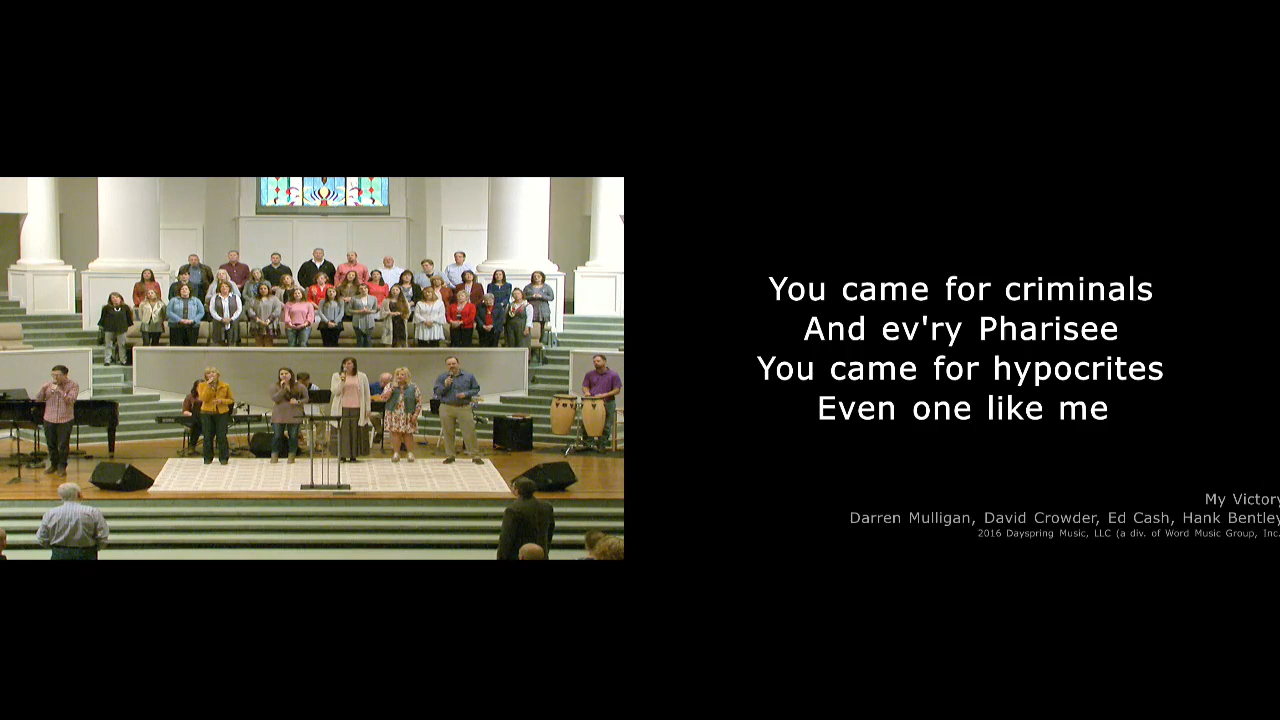 You came for criminals
And ev'ry Pharisee
You came for hypocrites
Even one like me
My Victory
Darren Mulligan, David Crowder, Ed Cash, Hank Bentley
2016 Dayspring Music, LLC (a div. of Word Music Group, Inc.